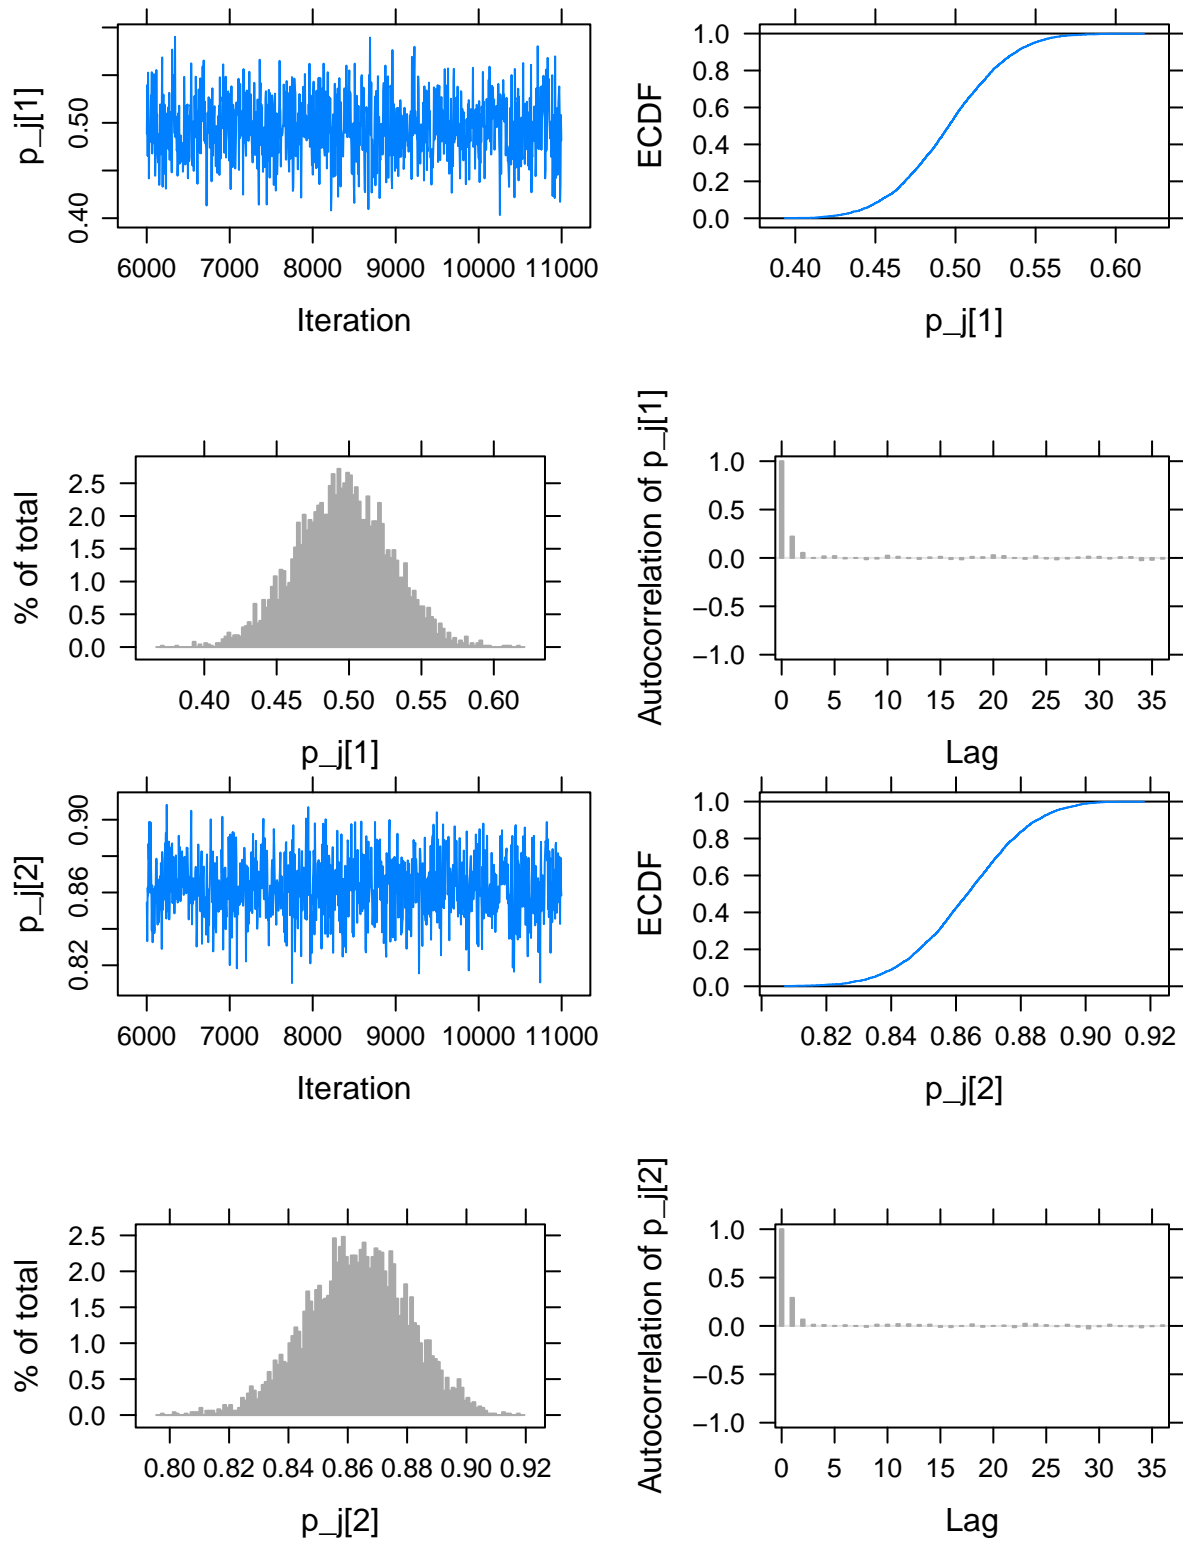 p_j[1]
0.40 0.50
6000 7000 8000 9000 10000 11000
Iteration
ECDF
1.0
0.8
0.6
0.4
0.2
0.0
0.40 0.45 0.50 0.55 0.60
p_j[1]
% of total
2.5
2.0
1.5
1.0
0.5
0.0
0.40 0.45 0.50 0.55 0.60
p_j[1]
Autocorrelation of p_j[1]
1.0
0.5
0.0
−0.5
−1.0
0 5 10 15 20 25 30 35
Lag
p_j[2]
0.82 0.86 0.90
6000 7000 8000 9000 10000 11000
Iteration
ECDF
1.0
0.8
0.6
0.4
0.2
0.0
0.82 0.84 0.86 0.88 0.90 0.92
p_j[2]
% of total
2.5
2.0
1.5
1.0
0.5
0.0
0.80 0.82 0.84 0.86 0.88 0.90 0.92
p_j[2]
Autocorrelation of p_j[2]
1.0
0.5
0.0
−0.5
−1.0
0 5 10 15 20 25 30 35
Lag